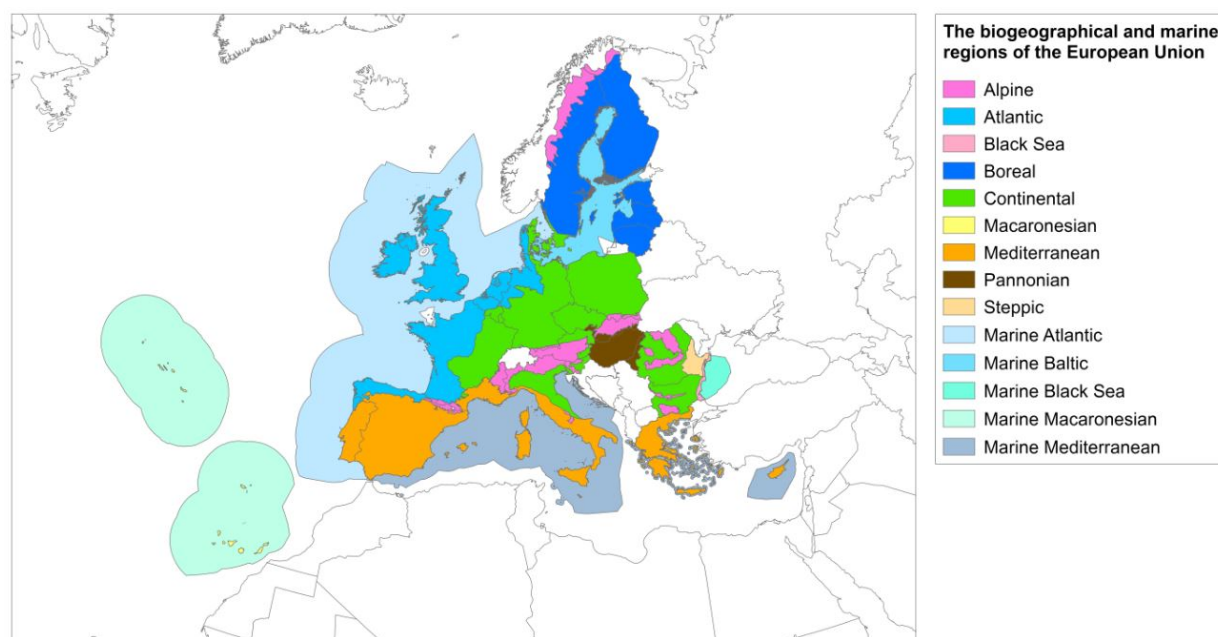 The biogeographical and marine
regions of the European Union
Alpine
Atlantic
Black Sea
Boreal
Continental
Macaronesian
Mediterranean
Pannonian
Steppic
Marine Atlantic
Marine Baltic
Marine Black Sea
Marine Macaronesian
Marine Mediterranean